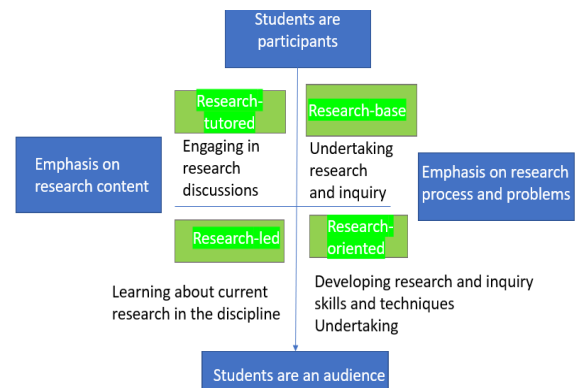 Students are
participants
Research-
tutored
Research-base
Engaging in
research
discussions
Undertaking
research
and inquiry
Emphasis on
research content
Emphasis on research
process and problems
Research-led
Research-
oriented
Learning about current
research in the discipline
Developing research and inquiry
skills and techniques
Undertaking
Students are an audience